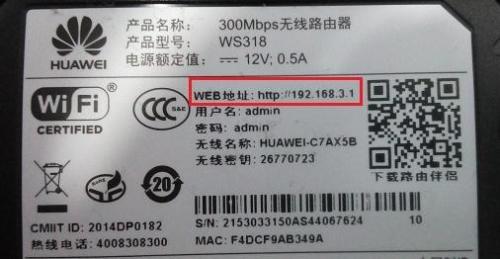 HUAWEI
产品名称: 300Mbps无线路由器
产品型号: WS318
电源额定值: 12V; 0.5A
WiFi
CERTIFIED
CCC
S&E
WEB地址: http://192.168.3.1
用户名: admin
密码: admin
无线名称: HUAWEI-C7AX5B
无线密钥: 26770723
下载路由伴侣
20
CMIIT ID: 2014DP0182
热线电话: 4008308300
S/N: 2153033150AS44067624 10
MAC: F4DCF9AB349A